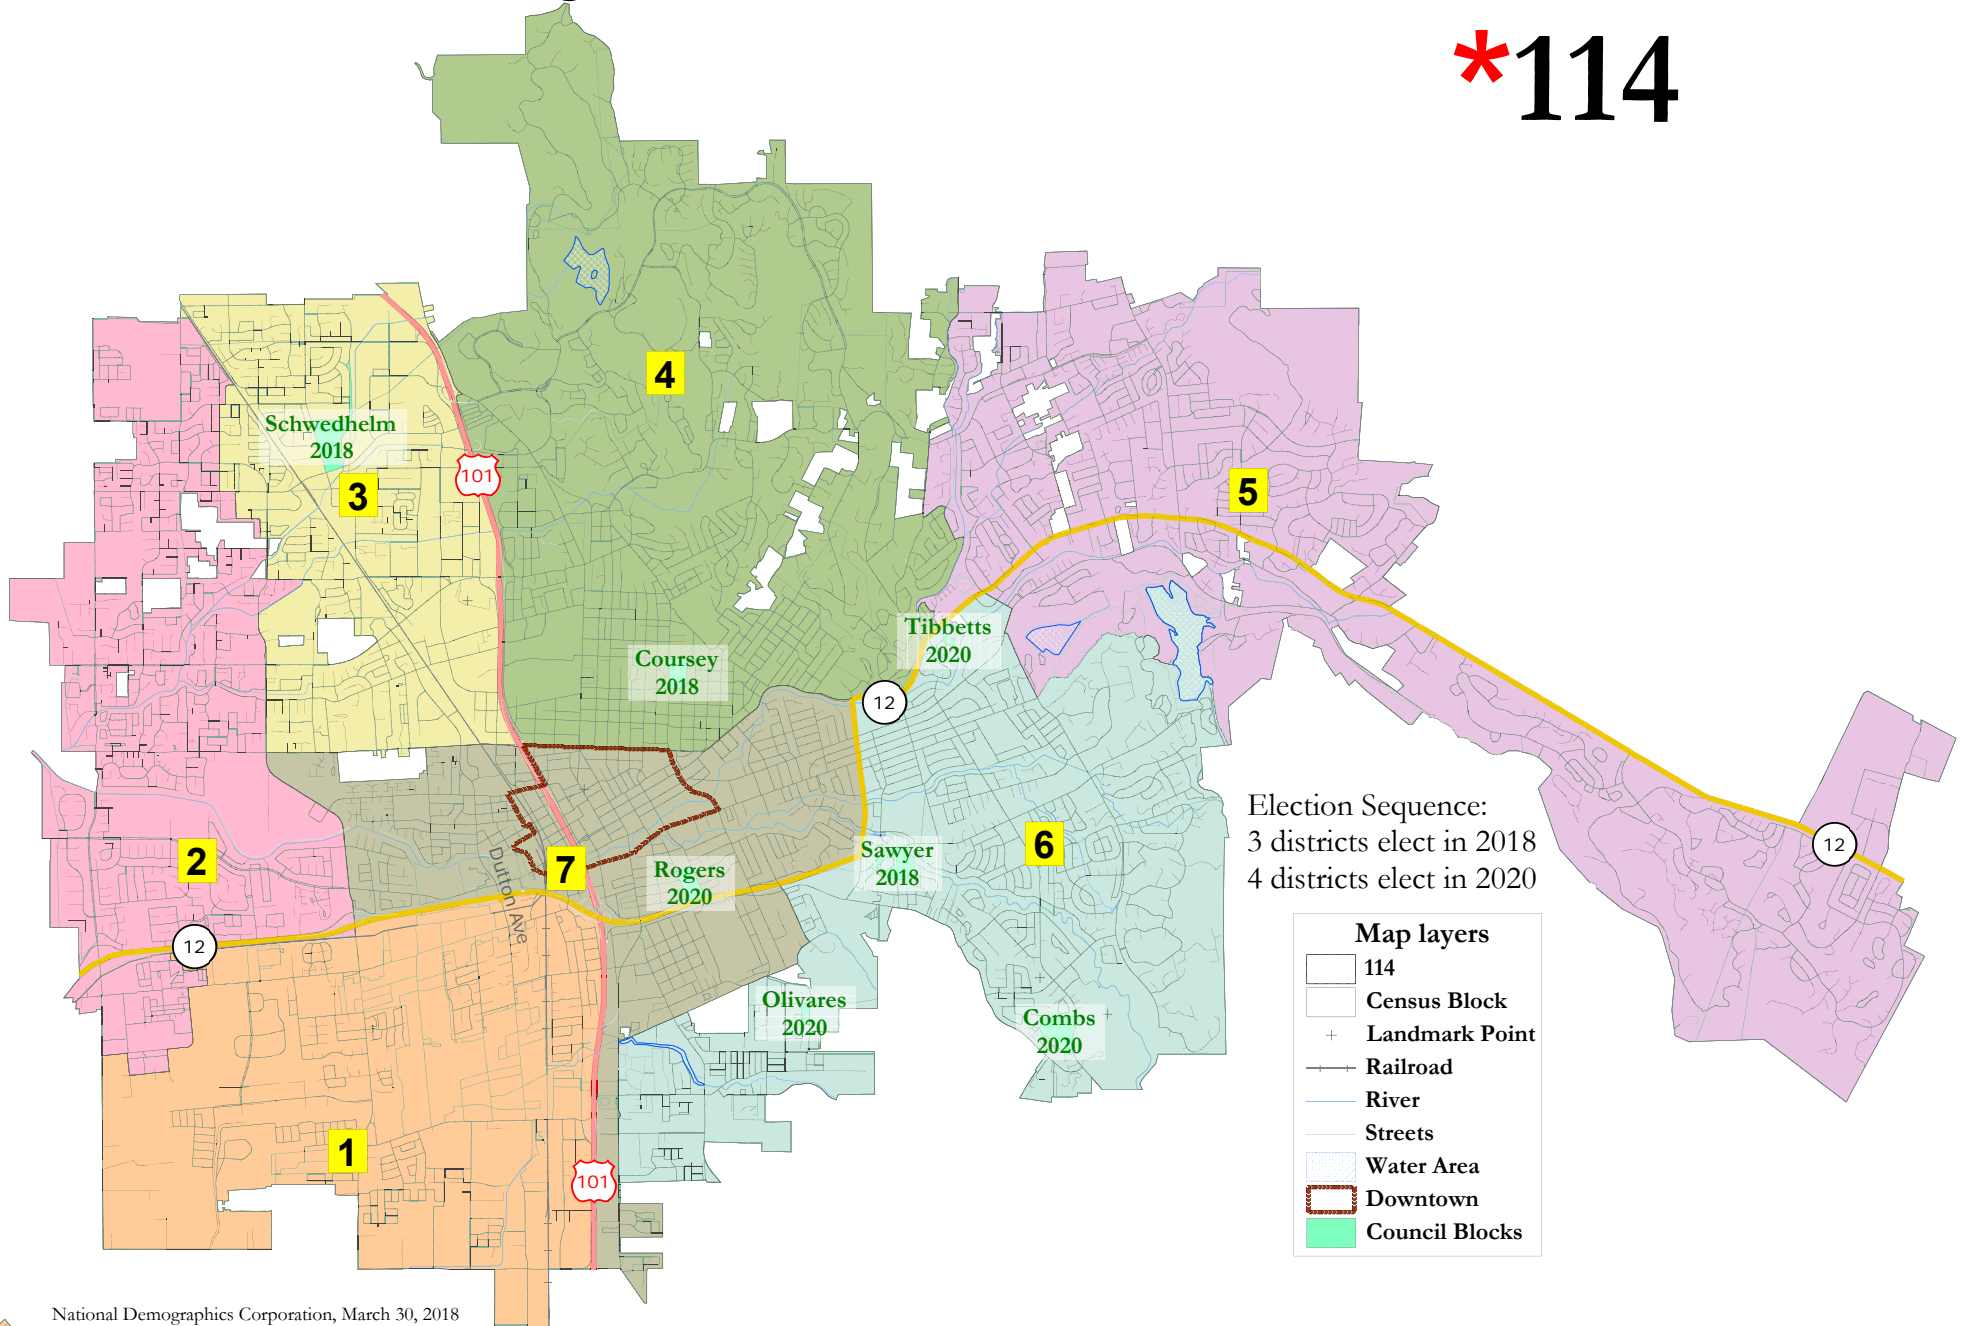 *114
4
Schwedhelm
2018
3
101
5
Tibbetts
2020
Coursey
2018
12
Election Sequence:
3 districts elect in 2018
4 districts elect in 2020
12
2
Dutton Ave
7
Rogers
2020
Sawyer
2018
6
12
Olivares
2020
Combs
2020
1
101
Map layers
114
Census Block
Landmark Point
Railroad
River
Streets
Water Area
Downtown
Council Blocks
National Demographics Corporation, March 30, 2018